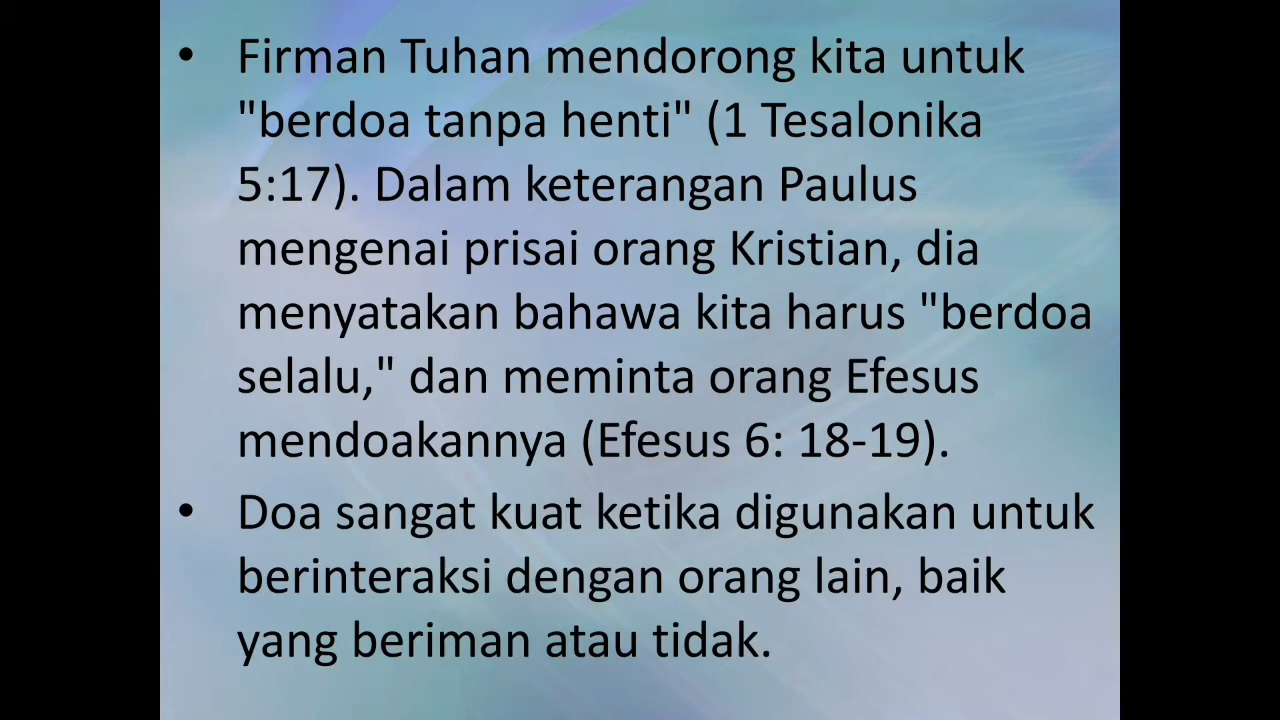 • Firman Tuhan mendorong kita untuk
"berdoa tanpa henti" (1 Tesalonika
5:17). Dalam keterangan Paulus
mengenai prisai orang Kristian, dia
menyatakan bahawa kita harus "berdoa
selalu," dan meminta orang Efesus
mendoakannya (Efesus 6: 18-19).
• Doa sangat kuat ketika digunakan untuk
berinteraksi dengan orang lain, baik
yang beriman atau tidak.